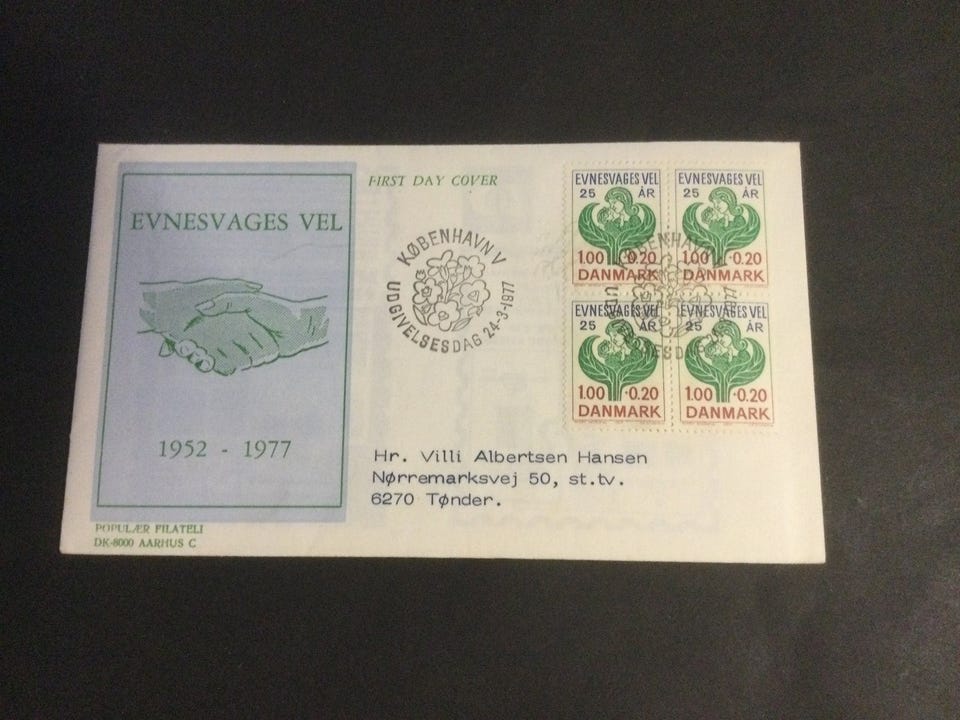 EVNESVAGES VEL
1952 - 1977
POPULÆR FILATELI
DK-8000 AARHUS C
FIRST DAY COVER
KØBENHAVN V
UDGIVELSESDAG 24-3-1977
EVNESVAGES VEL
25 ÅR
1.00 ·0.20
DANMARK
EVNESVAGES VEL
25 ÅR
1.00 0.20
DANMARK
EVNESVAGES VEL
25 ÅR
1.00 ·0.20
DANMARK
EVNESVAGES VEL
25 ÅR
1.00 ·0.20
DANMARK
KØBENHAVN
Hr. Villi Albertsen Hansen
Nørremarksvej 50, st.tv.
6270 Tønder.